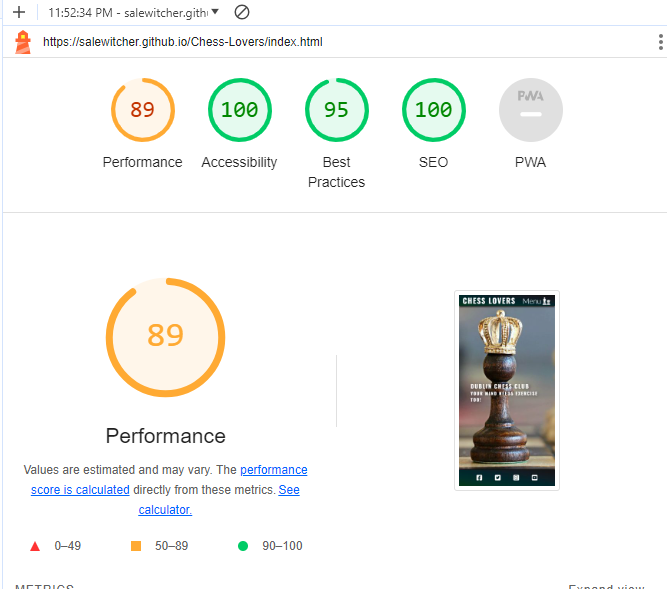 11:52:34 PM - salewitcher.gith
https://salewitcher.github.io/Chess-Lovers/index.html
89
100
95
100
PWA
Performance
Accessibility
Best
Practices
SEO
PWA
89
CHESS LOVERS Menu
DUBLIN CHESS CLUB
YOUR MIND NEEDS EXERCISE
TOO!
Performance
Values are estimated and may vary. The performance
score is calculated directly from these metrics. See
calculator.
0–49
50–89
90–100
METRICS
Expand view